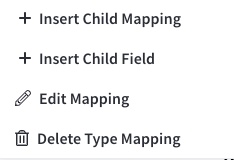 Insert Child Mapping
Insert Child Field
Edit Mapping
Delete Type Mapping